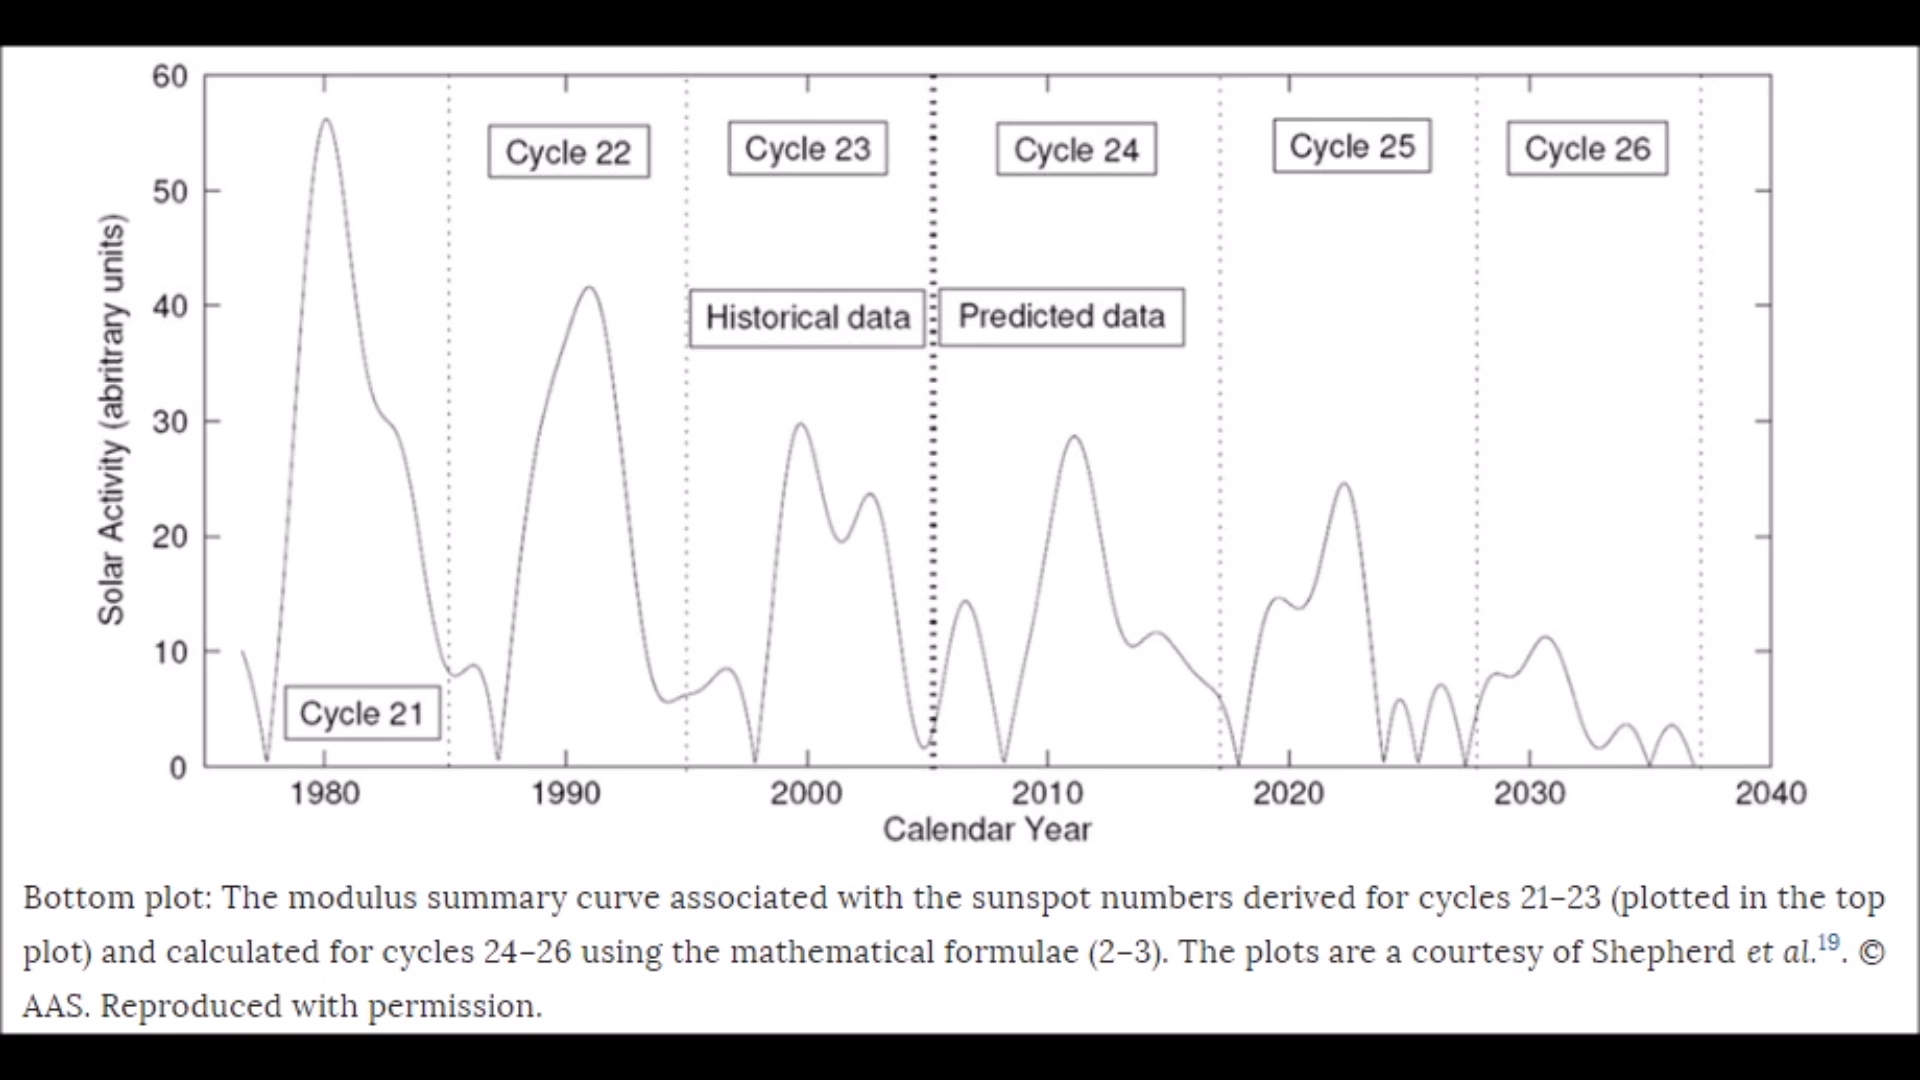 60
Cycle 22
Cycle 23
Cycle 24
Cycle 25
Cycle 26
50
40
Historical data
Predicted data
30
20
10
Cycle 21
0
Solar Activity (abritrary units)
1980
1990
2000
2010
2020
2030
2040
Calendar Year
Bottom plot: The modulus summary curve associated with the sunspot numbers derived for cycles 21–23 (plotted in the top
plot) and calculated for cycles 24–26 using the mathematical formulae (2–3). The plots are a courtesy of Shepherd et al.19. ©
AAS. Reproduced with permission.